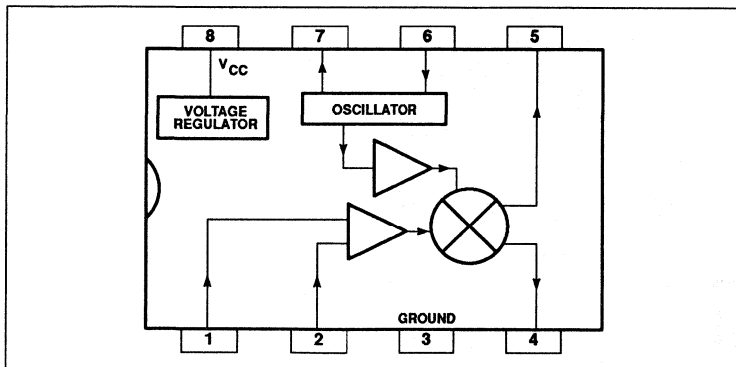 8 7 6 5
VCC
VOLTAGE
REGULATOR
OSCILLATOR
GROUND
1 2 3 4